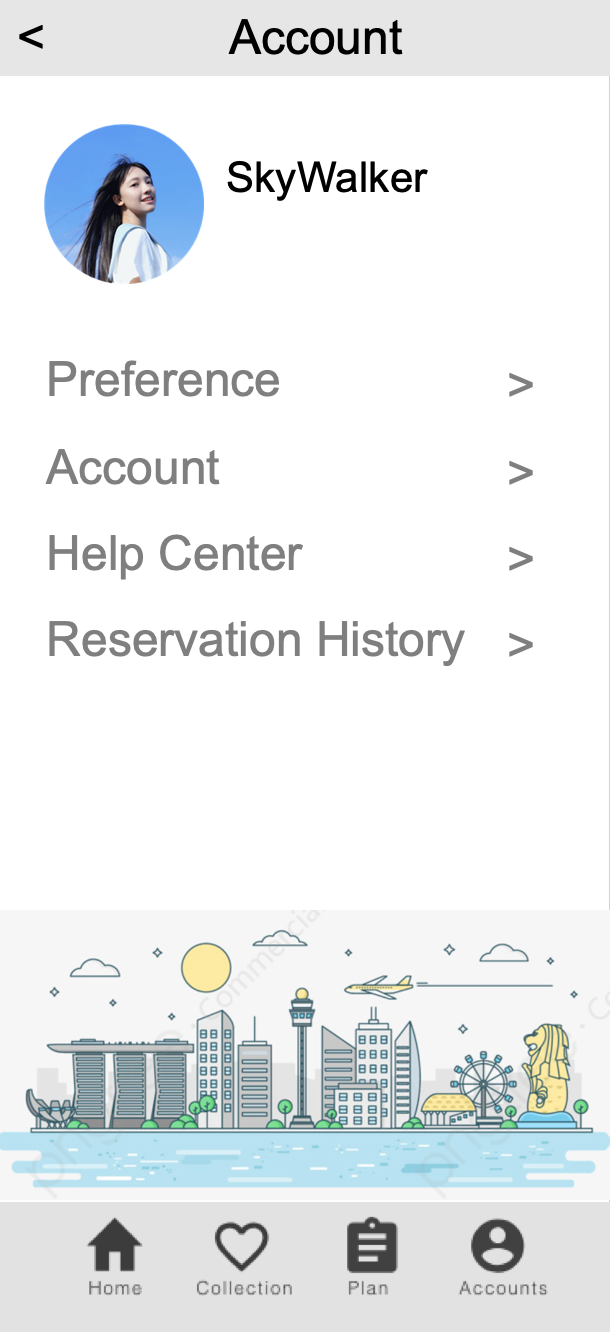 < Account
SkyWalker
Preference >
Account >
Help Center >
Reservation History >
Home Collection Plan Accounts